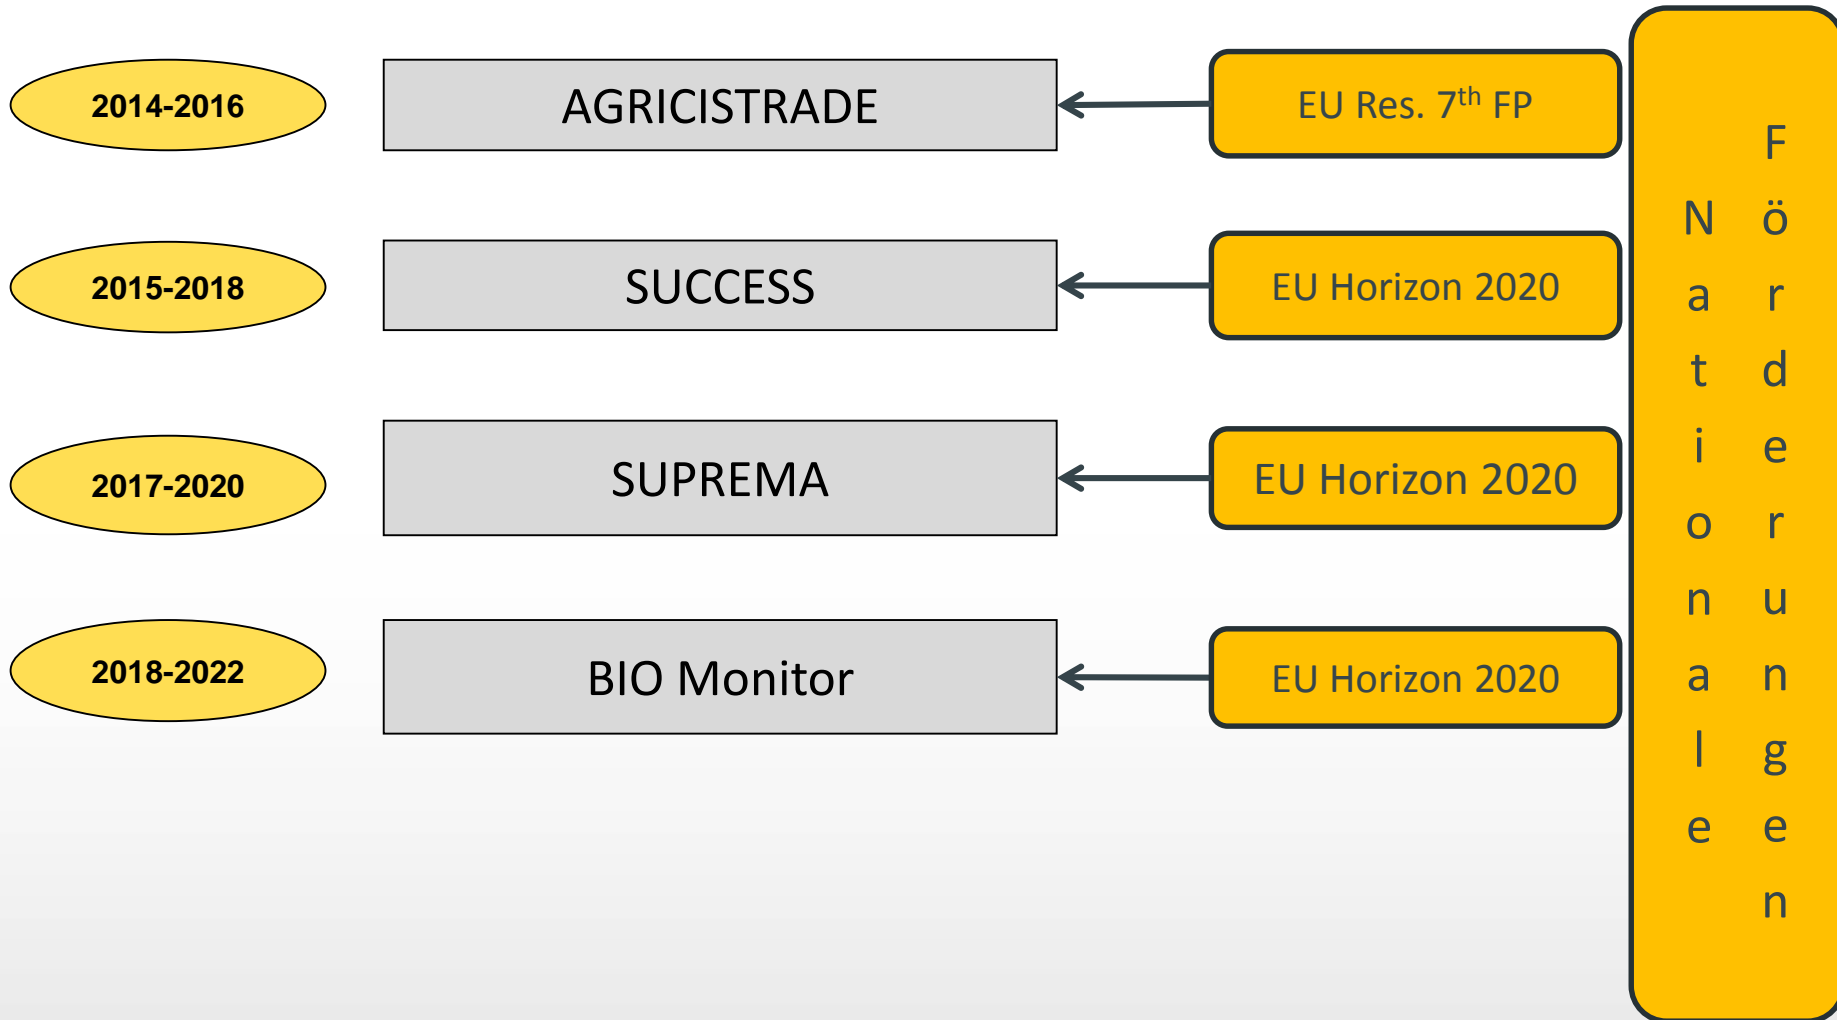 2014-2016
AGRICISTRADE
EU Res. 7th FP
2015-2018
SUCCESS
EU Horizon 2020
2017-2020
SUPREMA
EU Horizon 2020
2018-2022
BIO Monitor
EU Horizon 2020
Nationale
Förderungen